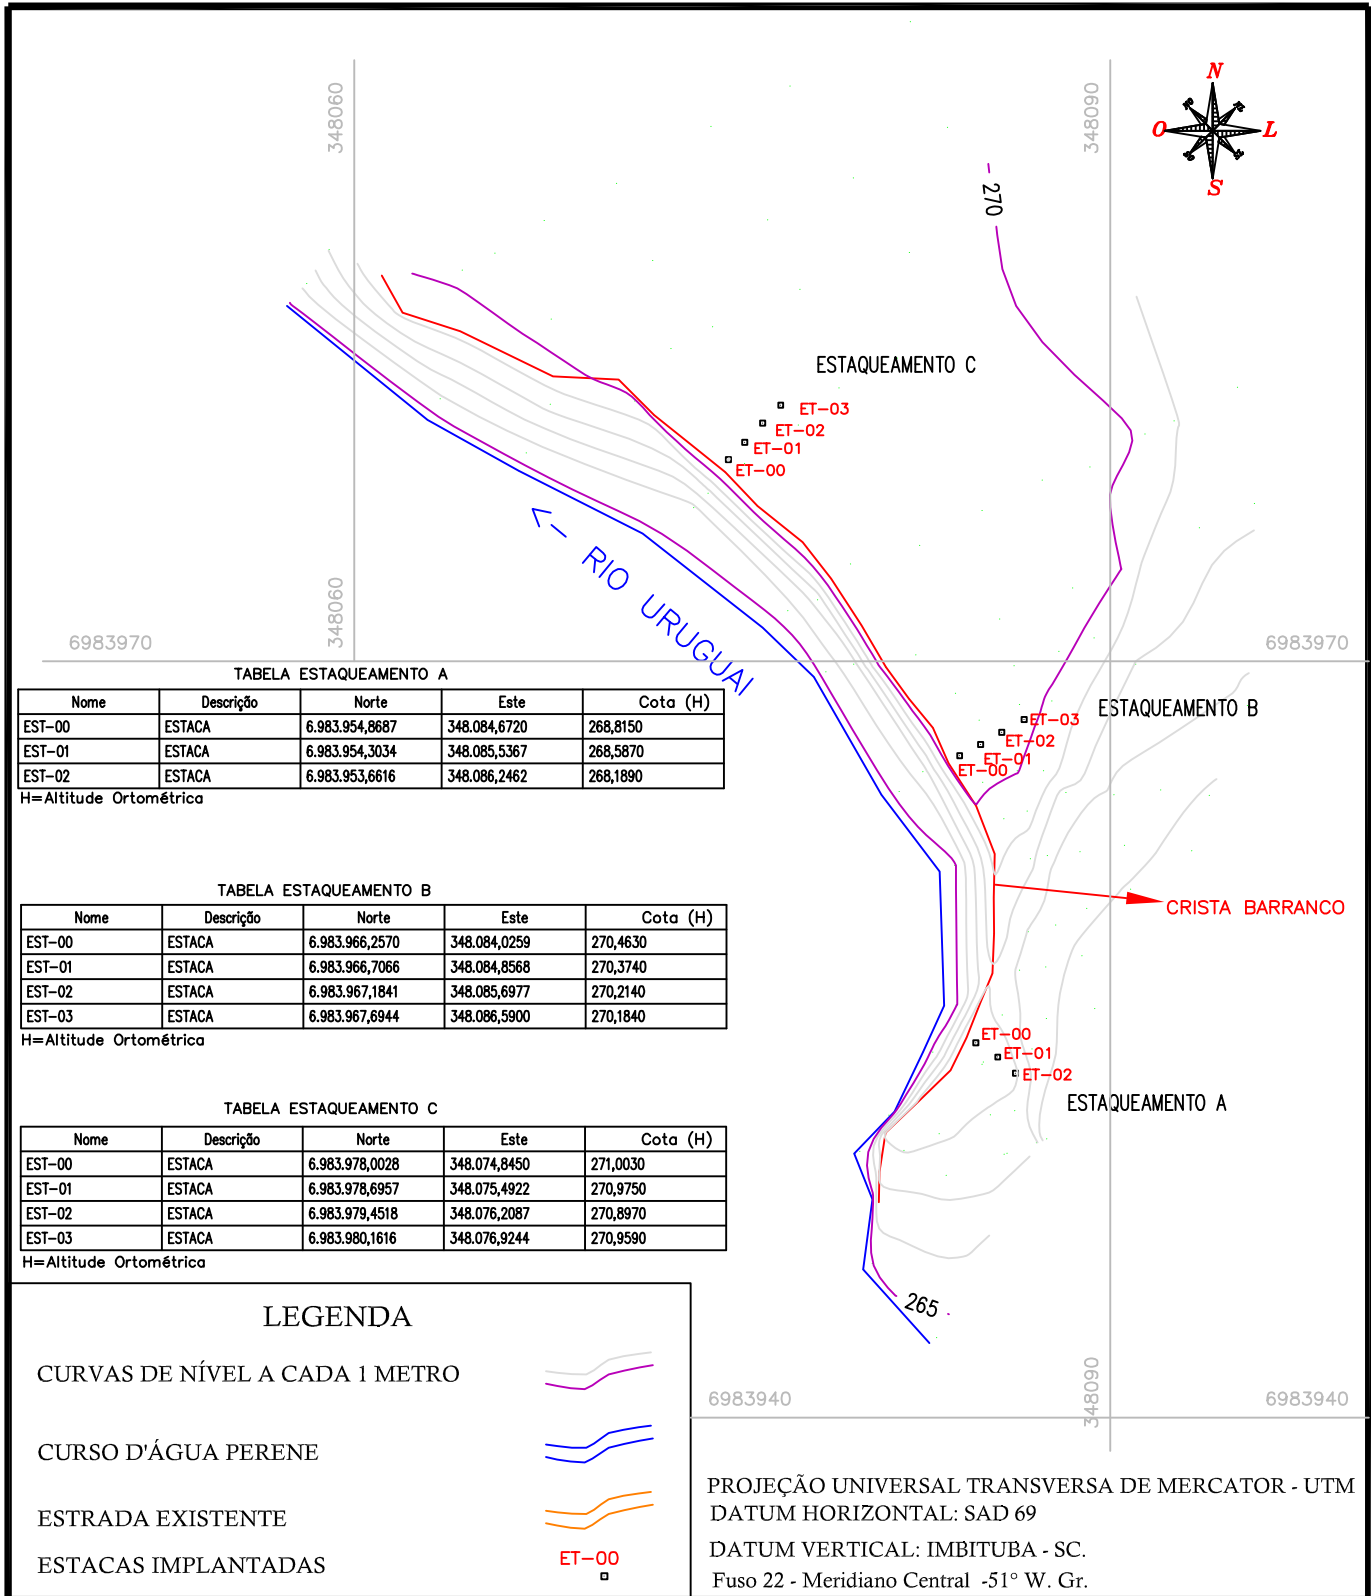 348060
348090
N
O
L
S
270
ESTAQUEAMENTO C
ET-03
ET-02
ET-01
ET-00
<-- RIO URUGUAI
348060
6983970
6983970
TABELA ESTAQUEAMENTO A
Nome Descrição Norte Este Cota (H)
EST-00 ESTACA 6.983.954,8687 348.084,6720 268,8150
EST-01 ESTACA 6.983.954,3034 348.085,5367 268,5870
EST-02 ESTACA 6.983.953,6616 348.086,2462 268,1890
H=Altitude Ortométrica
ESTAQUEAMENTO B
ET-03
ET-02
ET-01
ET-00
TABELA ESTAQUEAMENTO B
Nome Descrição Norte Este Cota (H)
EST-00 ESTACA 6.983.966,2570 348.084,0259 270,4630
EST-01 ESTACA 6.983.966,7066 348.084,8568 270,3740
EST-02 ESTACA 6.983.967,1841 348.085,6977 270,2140
EST-03 ESTACA 6.983.967,6944 348.086,5900 270,1840
H=Altitude Ortométrica
CRISTA BARRANCO
ET-00
ET-01
ET-02
ESTAQUEAMENTO A
TABELA ESTAQUEAMENTO C
Nome Descrição Norte Este Cota (H)
EST-00 ESTACA 6.983.978,0028 348.074,8450 271,0030
EST-01 ESTACA 6.983.978,6957 348.075,4922 270,9750
EST-02 ESTACA 6.983.979,4518 348.076,2087 270,8970
EST-03 ESTACA 6.983.980,1616 348.076,9244 270,9590
H=Altitude Ortométrica
265
LEGENDA
CURVAS DE NÍVEL A CADA 1 METRO
CURSO D'ÁGUA PERENE
ESTRADA EXISTENTE
ESTACAS IMPLANTADAS
ET-00
6983940
348090
6983940
PROJEÇÃO UNIVERSAL TRANSVERSA DE MERCATOR - UTM
DATUM HORIZONTAL: SAD 69
DATUM VERTICAL: IMBITUBA - SC.
Fuso 22 - Meridiano Central -51° W. Gr.